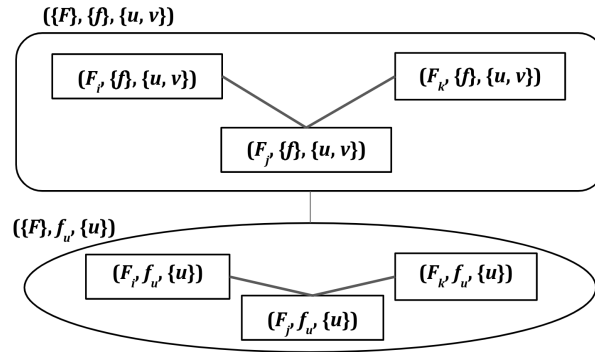 ({F}, {f}, {u, v})
(F_i, {f}, {u, v})
(F_k, {f}, {u, v})
(F_j, {f}, {u, v})
({F}, f_u, {u})
(F_i, f_u, {u})
(F_k, f_u, {u})
(F_j, f_u, {u})